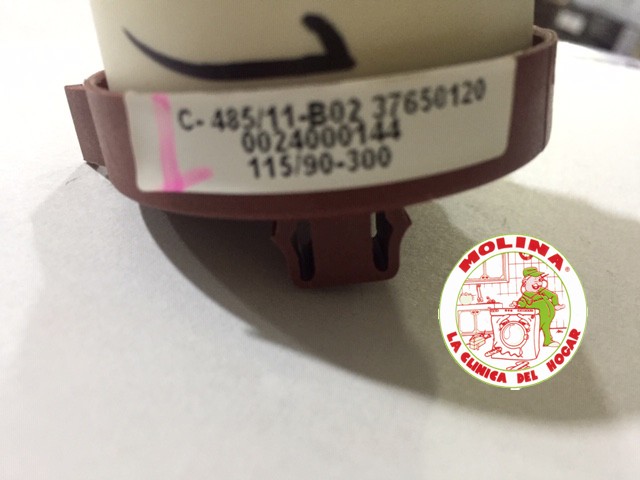 C- 485/11-B02 37650120
0024000144
115/90-300
MOLINA®
LA CLINICA DEL HOGAR